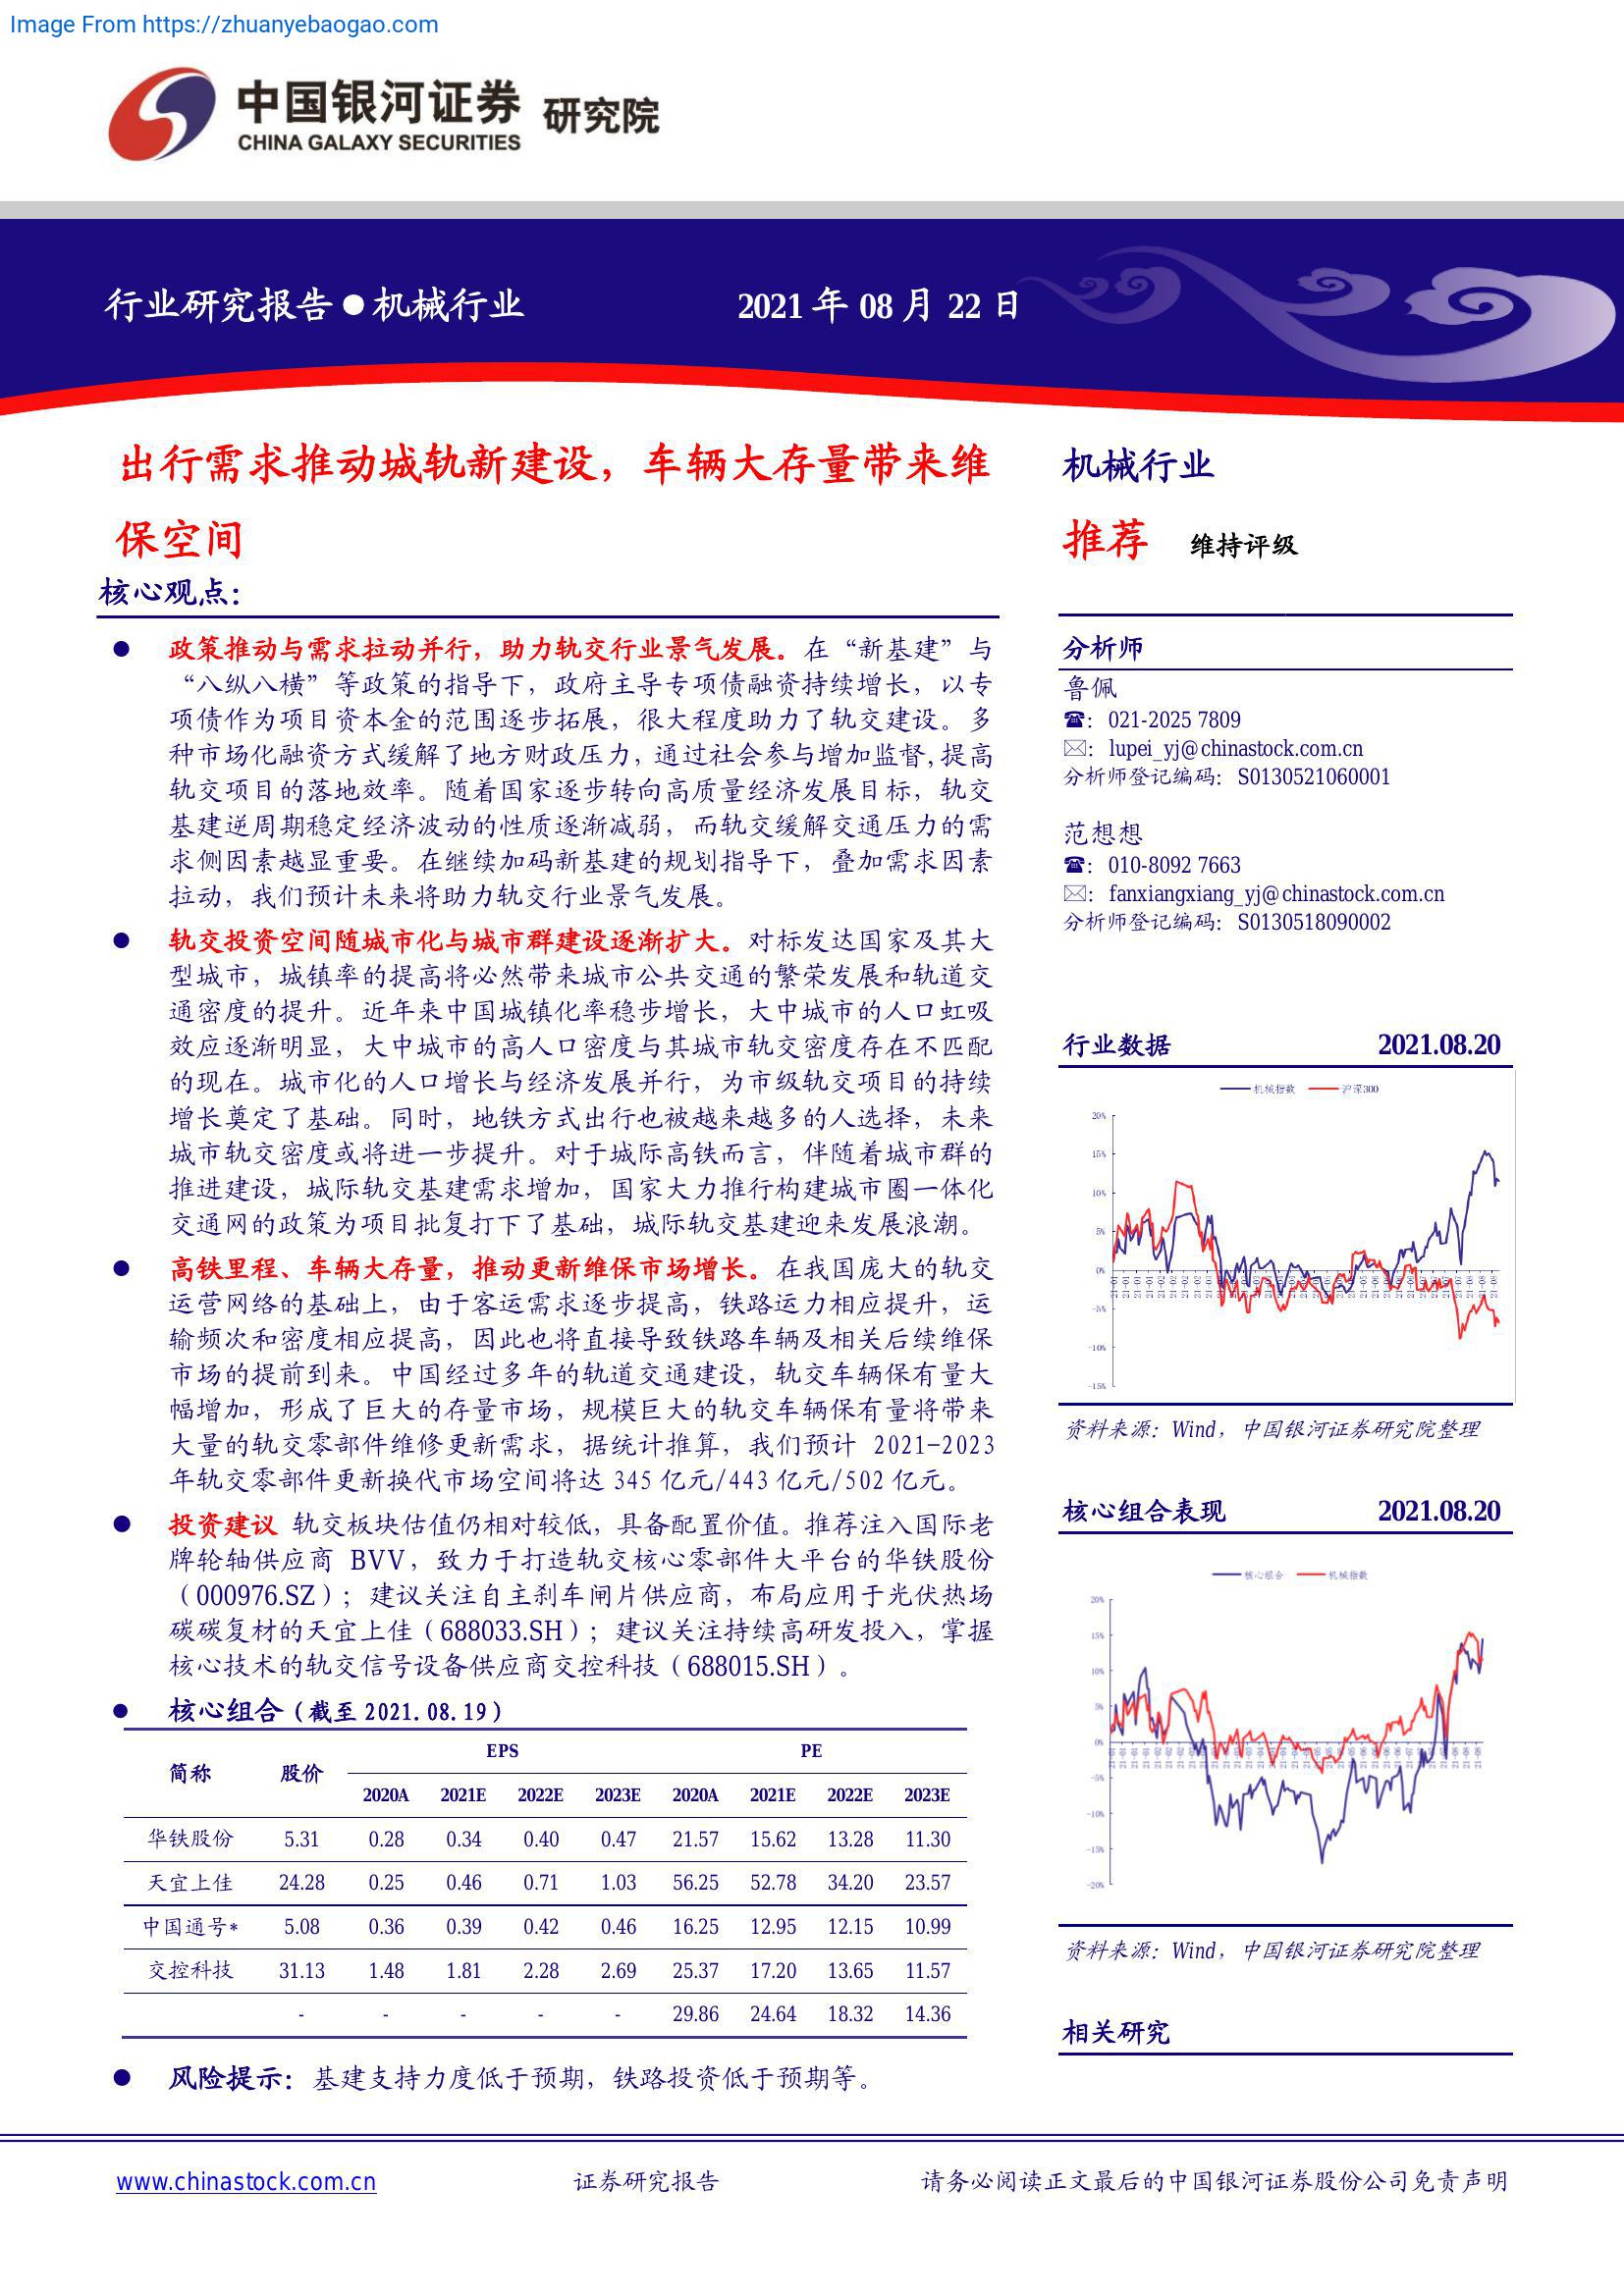 Image From https://zhuanyebaogao.com
中国银河证券 研究院
CHINA GALAXY SECURITIES
行业研究报告●机械行业 2021 年 08 月 22 日
出行需求推动城轨新建设，车辆大存量带来维
保空间
核心观点：
● 政策推动与需求拉动并行，助力轨交行业景气发展。在“新基建”与
“八纵八横”等政策的指导下，政府主导专项债融资持续增长，以专
项债作为项目资本金的范围逐步拓展，很大程度助力了轨交建设。多
种市场化融资方式缓解了地方财政压力，通过社会参与增加监督，提高
轨交项目的落地效率。随着国家逐步转向高质量经济发展目标，轨交
基建逆周期稳定经济波动的性质逐渐减弱，而轨交缓解交通压力的需
求侧因素越显重要。在继续加码新基建的规划指导下，叠加需求因素
拉动，我们预计未来将助力轨交行业景气发展。
● 轨交投资空间随城市化与城市群建设逐渐扩大。对标发达国家及其大
型城市，城镇率的提高将必然带来城市公共交通的繁荣发展和轨道交
通密度的提升。近年来中国城镇化率稳步增长，大中城市的人口虹吸
效应逐渐明显，大中城市的高人口密度与其城市轨交密度存在不匹配
的现在。城市化的人口增长与经济发展并行，为市级轨交项目的持续
增长奠定了基础。同时，地铁方式出行也被越来越多的人选择，未来
城市轨交密度或将进一步提升。对于城际高铁而言，伴随着城市群的
推进建设，城际轨交基建需求增加，国家大力推行构建城市圈一体化
交通网的政策为项目批复打下了基础，城际轨交基建迎来发展浪潮。
● 高铁里程、车辆大存量，推动更新维保市场增长。在我国庞大的轨交
运营网络的基础上，由于客运需求逐步提高，铁路运力相应提升，运
输频次和密度相应提高，因此也将直接导致铁路车辆及相关后续维保
市场的提前到来。中国经过多年的轨道交通建设，轨交车辆保有量大
幅增加，形成了巨大的存量市场，规模巨大的轨交车辆保有量将带来
大量的轨交零部件维修更新需求，据统计推算，我们预计 2021-2023
年轨交零部件更新换代市场空间将达 345 亿元/443 亿元/502 亿元。
● 投资建议 轨交板块估值仍相对较低，具备配置价值。推荐注入国际老
牌轮轴供应商 BVV，致力于打造轨交核心零部件大平台的华铁股份
（000976.SZ）；建议关注自主刹车闸片供应商，布局应用于光伏热场
碳碳复材的天宜上佳（688033.SH）；建议关注持续高研发投入，掌握
核心技术的轨交信号设备供应商交控科技（688015.SH）。
● 核心组合（截至 2021.08.19）
简称 股价 EPS PE
2020A 2021E 2022E 2023E 2020A 2021E 2022E 2023E
华铁股份 5.31 0.28 0.34 0.40 0.47 21.57 15.62 13.28 11.30
天宜上佳 24.28 0.25 0.46 0.71 1.03 56.25 52.78 34.20 23.57
中国通号* 5.08 0.36 0.39 0.42 0.46 16.25 12.95 12.15 10.99
交控科技 31.13 1.48 1.81 2.28 2.69 25.37 17.20 13.65 11.57
- - - - - 29.86 24.64 18.32 14.36
● 风险提示：基建支持力度低于预期，铁路投资低于预期等。
机械行业
推荐 维持评级
分析师
鲁佩
☎：021-2025 7809
✉：lupei_yj@chinastock.com.cn
分析师登记编码：S0130521060001
范想想
☎：010-8092 7663
✉：fanxiangxiang_yj@chinastock.com.cn
分析师登记编码：S0130518090002
行业数据 2021.08.20
机械指数 沪深300
20%
15%
10%
5%
0%
-5%
-10%
-15%
资料来源：Wind，中国银河证券研究院整理
核心组合表现 2021.08.20
核心组合 机械指数
20%
15%
10%
5%
0%
-5%
-10%
-15%
-20%
资料来源：Wind，中国银河证券研究院整理
相关研究
www.chinastock.com.cn 证券研究报告 请务必阅读正文最后的中国银河证券股份公司免责声明